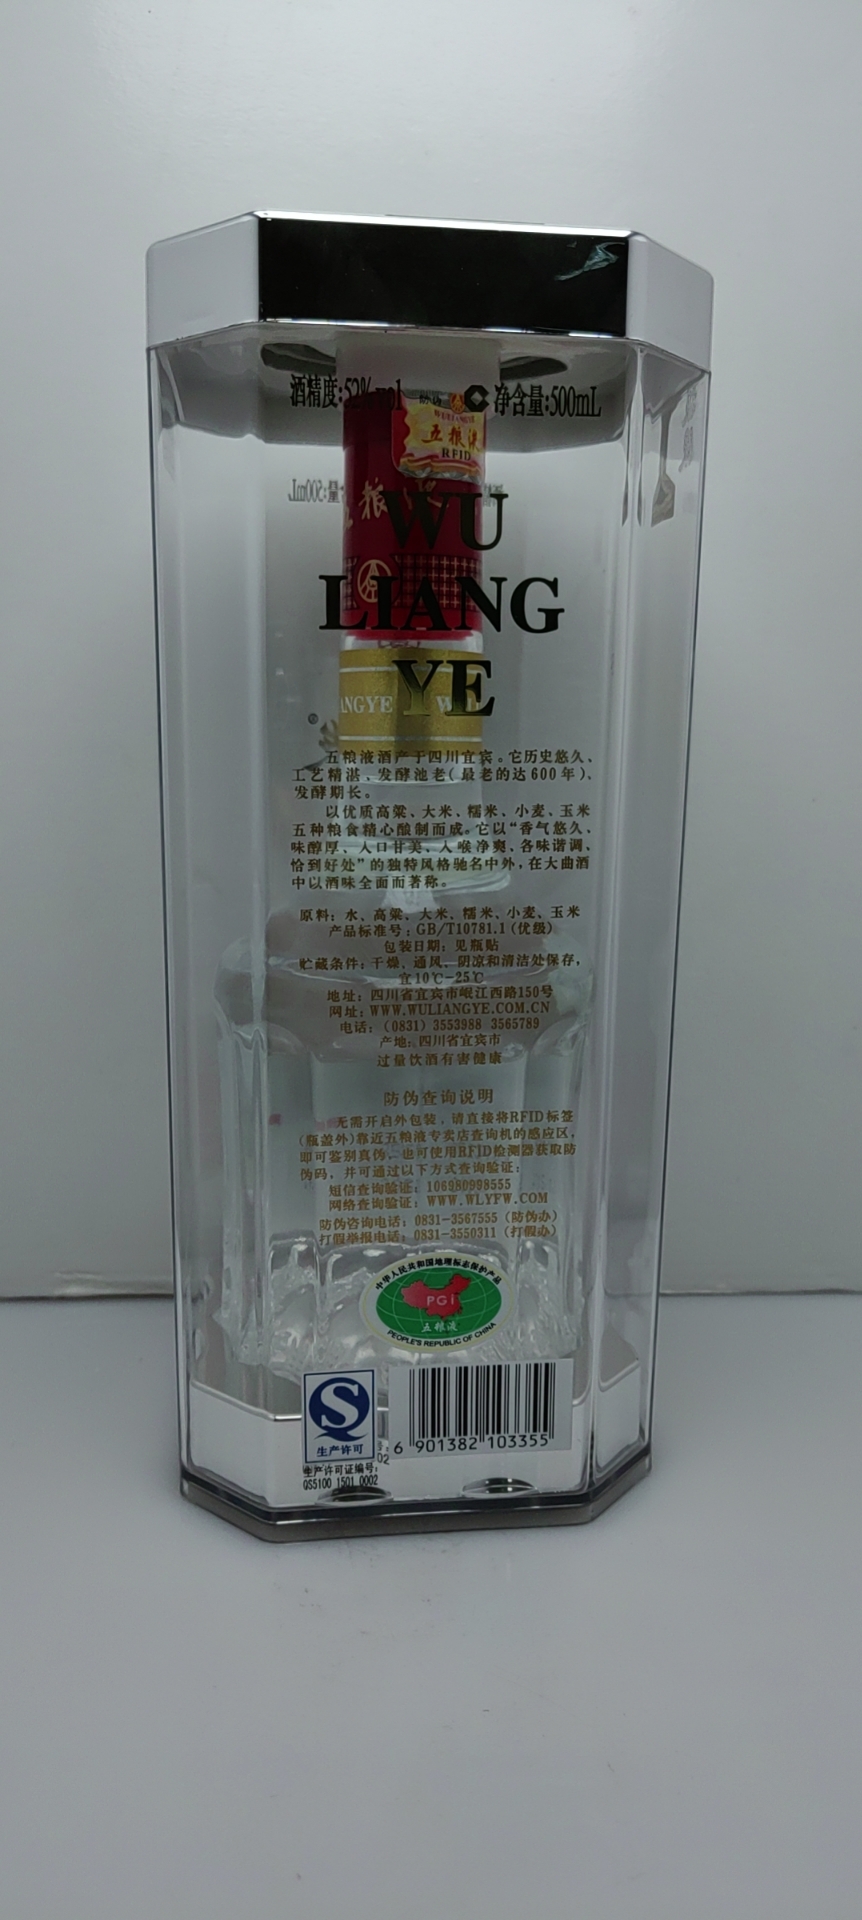 酒精度:52%vol
净含量:500mL
防伪
WULIANGYE
五粮液
RFID
WU
LIANG
YE
ANGYE W
五粮液酒产于四川宜宾。它历史悠久、
工艺精湛、发酵池老(最老的达600年)、
发酵期长。
以优质高粱、大米、糯米、小麦、玉米
五种粮食精心酿制而成。它以“香气悠久、
味醇厚、入口甘美、入喉净爽、各味谐调、
恰到好处”的独特风格驰名中外,在大曲酒
中以酒味全面而著称。
原料:水、高粱、大米、糯米、小麦、玉米
产品标准号:GB/T10781.1(优级)
包装日期:见瓶贴
贮藏条件:干燥、通风、阴凉和清洁处保存,
宜10℃-25℃
地址:四川省宜宾市岷江西路150号
网址:WWW.WULIANGYE.COM.CN
电话:(0831)3553988 3565789
产地:四川省宜宾市
过量饮酒有害健康
防伪查询说明
无需开启外包装,请直接将RFID标签
(瓶盖外)靠近五粮液专卖店查询机的感应区,
即可鉴别真伪,也可使用RFID检测器获取防
伪码,并可通过以下方式查询验证:
短信查询验证:106980998555
网络查询验证:WWW.WLYFW.COM
防伪咨询电话:0831-3567555(防伪办)
打假举报电话:0831-3550311(打假办)
中华人民共和国地理标志保护产品
PGI
五粮液
PEOPLE'S REPUBLIC OF CHINA
生产许可
6 901382 103355
生产许可证编号:
QS5100 1501 0002